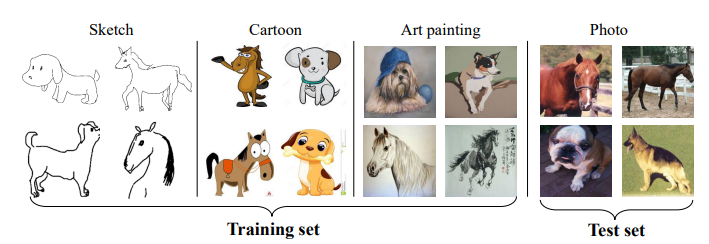 Sketch
Cartoon
Art painting
Photo
Training set
Test set